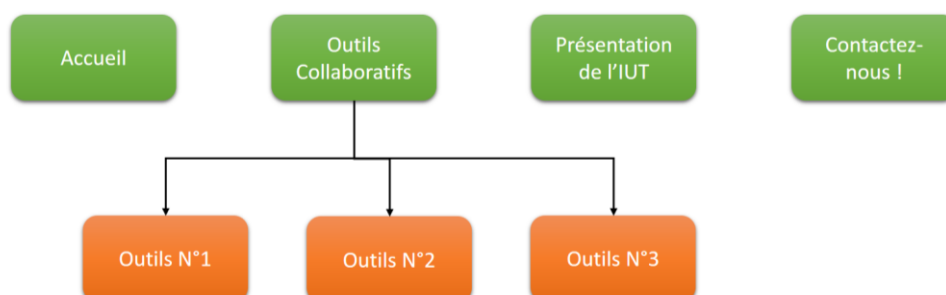 Accueil
Outils
Collaboratifs
Présentation
de l’IUT
Contactez-
nous !
Outils N°1
Outils N°2
Outils N°3